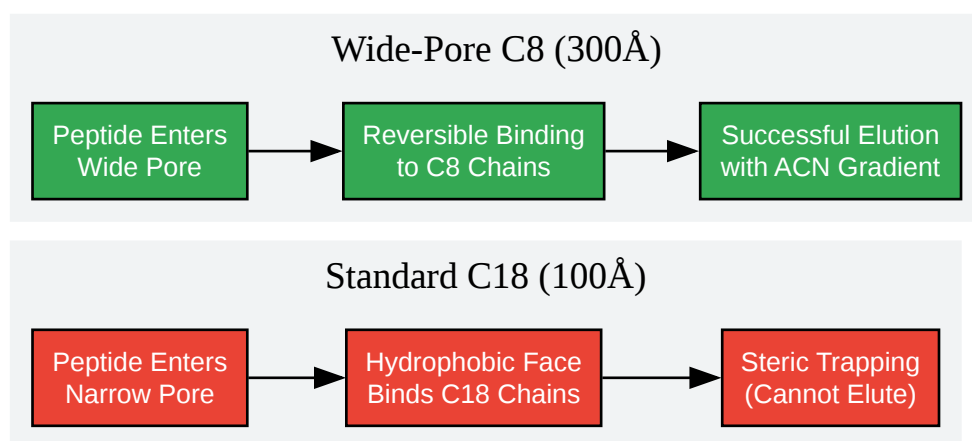 Wide-Pore C8 (300Å)
Peptide Enters
Wide Pore
Reversible Binding
to C8 Chains
Successful Elution
with ACN Gradient
Standard C18 (100Å)
Peptide Enters
Narrow Pore
Hydrophobic Face
Binds C18 Chains
Steric Trapping
(Cannot Elute)